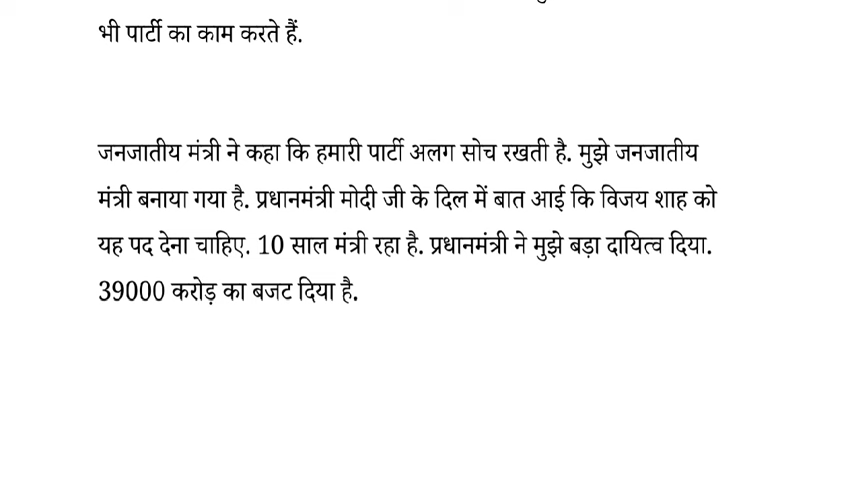 भी पार्टी का काम करते हैं.
जनजातीय मंत्री ने कहा कि हमारी पार्टी अलग सोच रखती है. मुझे जनजातीय
मंत्री बनाया गया है. प्रधानमंत्री मोदी जी के दिल में बात आई कि विजय शाह को
यह पद देना चाहिए. 10 साल मंत्री रहा है. प्रधानमंत्री ने मुझे बड़ा दायित्व दिया.
39000 करोड़ का बजट दिया है.